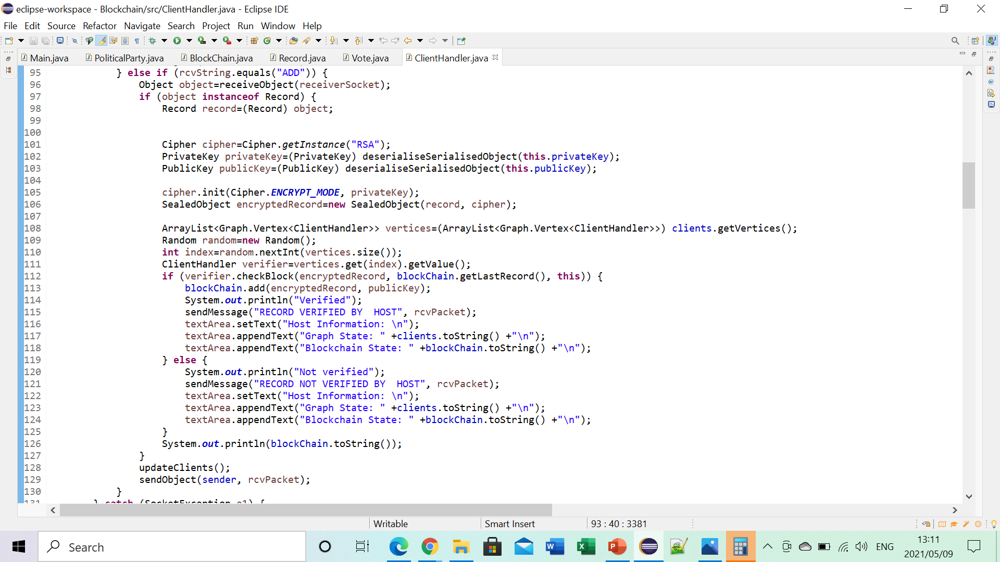 eclipse-workspace - Blockchain/src/ClientHandler.java - Eclipse IDE
File Edit Source Refactor Navigate Search Project Run Window Help
Main.java PoliticalParty.java BlockChain.java Record.java Vote.java ClientHandler.java
95 } else if (rcvString.equals("ADD")) {
96 Object object=receiveObject(receiverSocket);
97 if (object instanceof Record) {
98 Record record=(Record) object;
99
100
101 Cipher cipher=Cipher.getInstance("RSA");
102 PrivateKey privateKey=(PrivateKey) deserialiseSerialisedObject(this.privateKey);
103 PublicKey publicKey=(PublicKey) deserialiseSerialisedObject(this.publicKey);
104
105 cipher.init(Cipher.ENCRYPT_MODE, privateKey);
106 SealedObject encryptedRecord=new SealedObject(record, cipher);
107
108 ArrayList<Graph.Vertex<ClientHandler>> vertices=(ArrayList<Graph.Vertex<ClientHandler>>) clients.getVertices();
109 Random random=new Random();
110 int index=random.nextInt(vertices.size());
111 ClientHandler verifier=vertices.get(index).getValue();
112 if (verifier.checkBlock(encryptedRecord, blockChain.getLastRecord(), this)) {
113 blockChain.add(encryptedRecord, publicKey);
114 System.out.println("Verified");
115 sendMessage("RECORD VERIFIED BY  HOST", rcvPacket);
116 textArea.setText("Host Information: \n");
117 textArea.appendText("Graph State: " +clients.toString() +"\n");
118 textArea.appendText("Blockchain State: " +blockChain.toString() +"\n");
119 } else {
120 System.out.println("Not verified");
121 sendMessage("RECORD NOT VERIFIED BY  HOST", rcvPacket);
122 textArea.setText("Host Information: \n");
123 textArea.appendText("Graph State: " +clients.toString() +"\n");
124 textArea.appendText("Blockchain State: " +blockChain.toString() +"\n");
125 }
126 System.out.println(blockChain.toString());
127 }
128 updateClients();
129 sendObject(sender, rcvPacket);
130 }
131 } catch (SocketException e1) {
Writable Smart Insert 93 : 40 : 3381
Search
ENG
13:11
2021/05/09